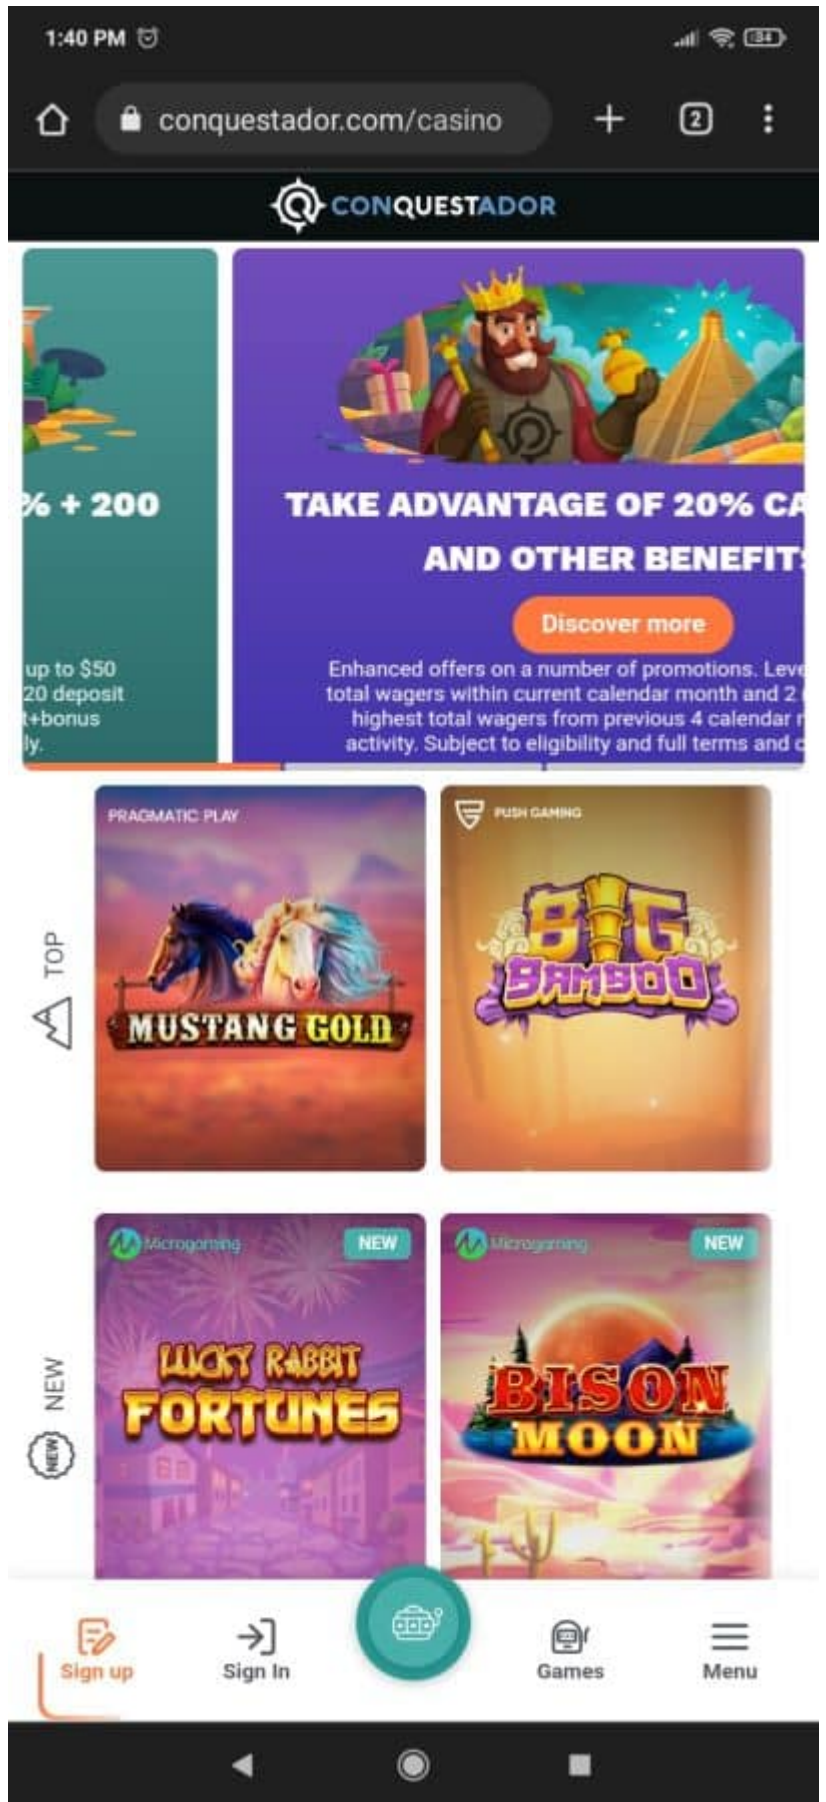 1:40 PM
84
conquestador.com/casino
2
CONQUESTADOR
% + 200
up to $50
20 deposit
t+bonus
ly.
TAKE ADVANTAGE OF 20% CA
AND OTHER BENEFITS
Discover more
Enhanced offers on a number of promotions. Leve
total wagers within current calendar month and 2
highest total wagers from previous 4 calendar
activity. Subject to eligibility and full terms and c
TOP
PRAGMATIC PLAY
MUSTANG GOLD
PUSH GAMING
BIG
BAMBOO
NEW
NEW
Microgaming
NEW
LUCKY RABBIT
FORTUNES
Microgaming
NEW
BISON
MOON
Sign up
Sign In
Games
Menu